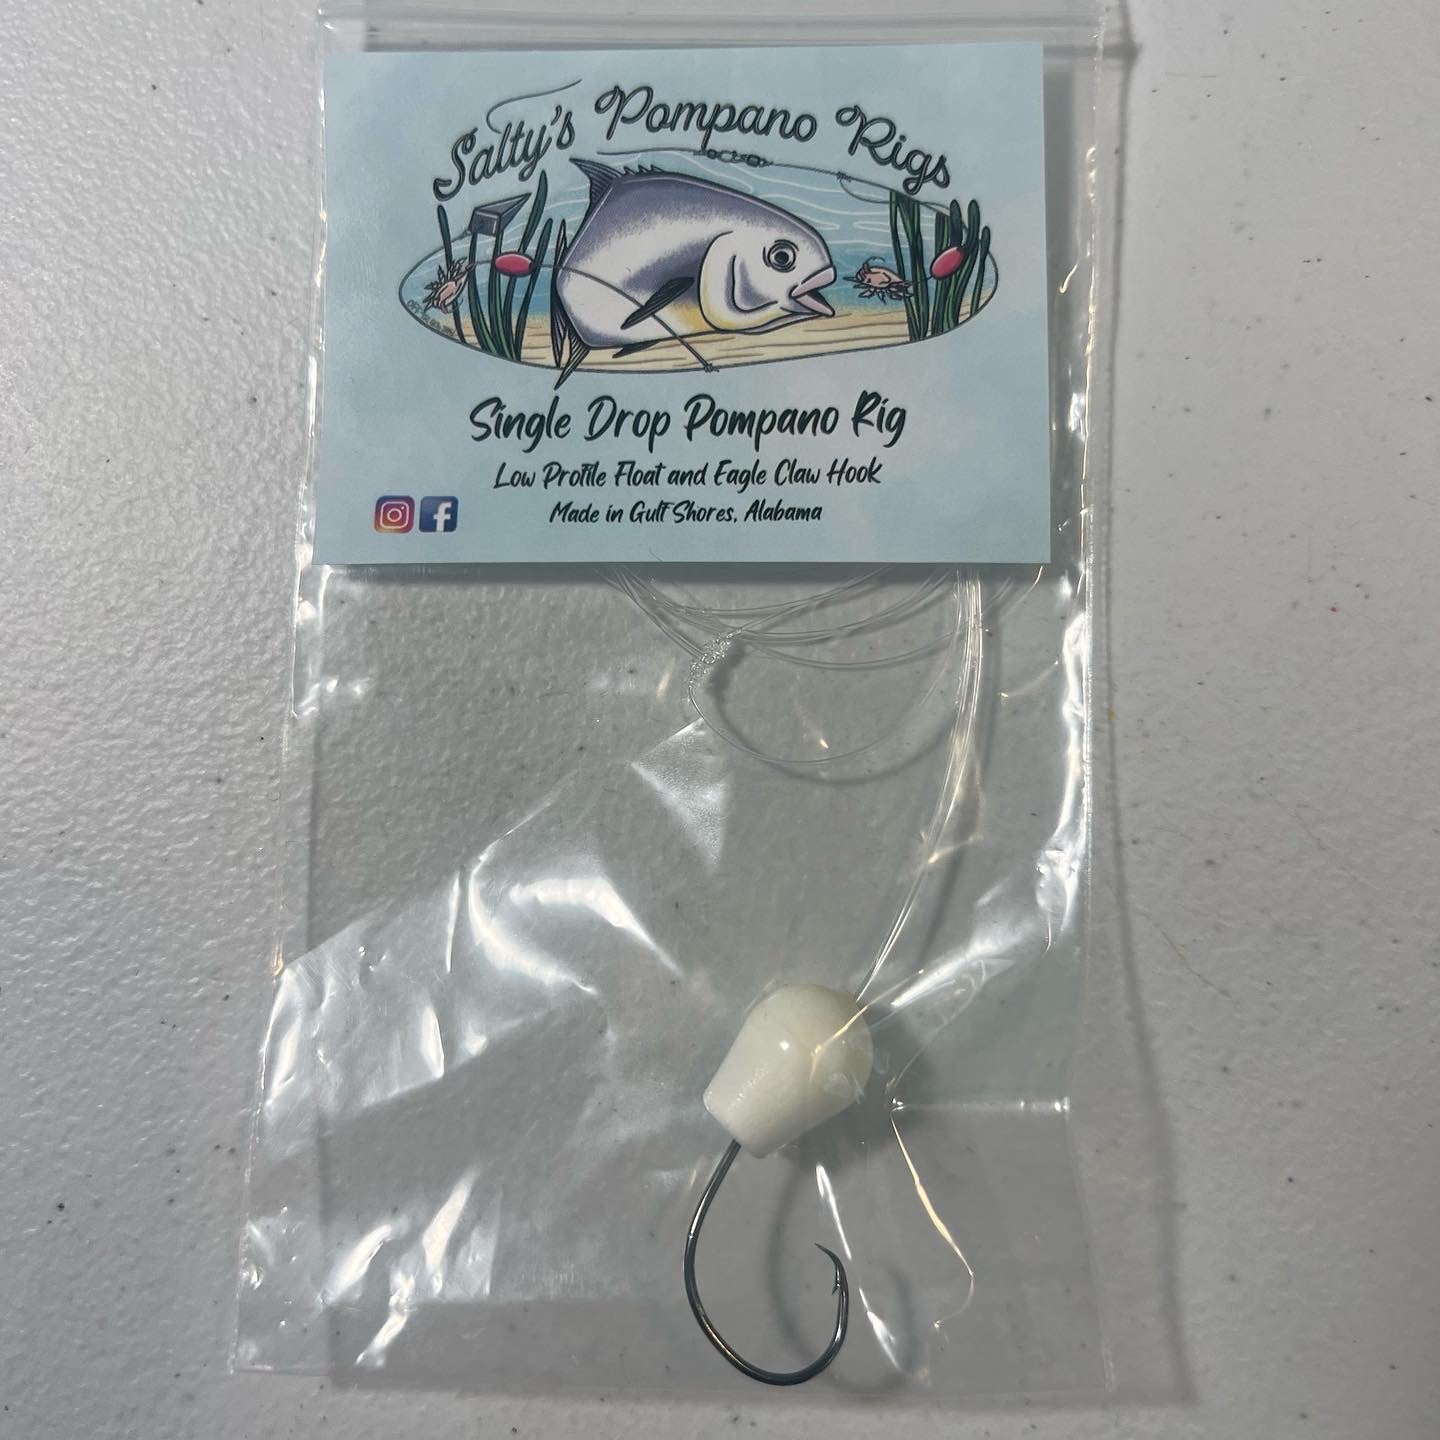 Salty's Pompano Rigs
Single Drop Pompano Rig
Low Profile Float and Eagle Claw Hook
Made in Gulf Shores, Alabama